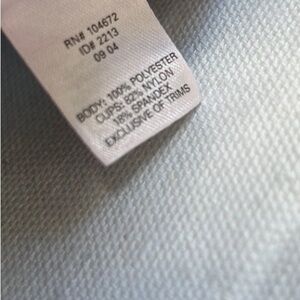 RN# 104672
ID# 2213
09 04
BODY: 100% POLYESTER
CUPS: 82% NYLON
18% SPANDEX
EXCLUSIVE OF TRIMS